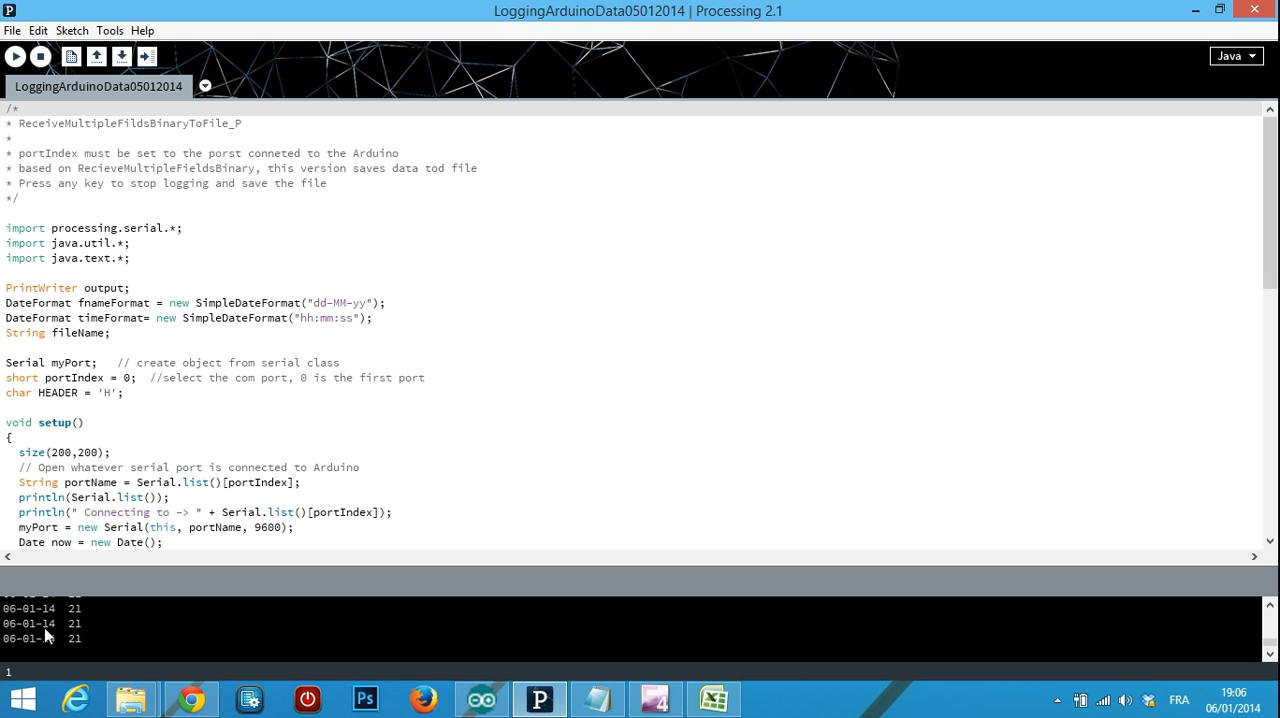 LoggingArduinoData05012014 | Processing 2.1
File Edit Sketch Tools Help
Java
LoggingArduinoData05012014
/*
* ReceiveMultipleFildsBinaryToFile_P
*
* portIndex must be set to the porst conneted to the Arduino
* based on RecieveMultipleFieldsBinary, this version saves data tod file
* Press any key to stop logging and save the file
*/
import processing.serial.*;
import java.util.*;
import java.text.*;
PrintWriter output;
DateFormat fnameFormat = new SimpleDateFormat("dd-MM-yy");
DateFormat timeFormat= new SimpleDateFormat("hh:mm:ss");
String fileName;
Serial myPort;   // create object from serial class
short portIndex = 0;  //select the com port, 0 is the first port
char HEADER = 'H';
void setup()
{
size(200,200);
// Open whatever serial port is connected to Arduino
String portName = Serial.list()[portIndex];
println(Serial.list());
println(" Connecting to -> " + Serial.list()[portIndex]);
myPort = new Serial(this, portName, 9600);
Date now = new Date();
06-01-14  21
06-01-14  21
21
1
P
Ps
P
4
FRA
19:06
06/01/2014